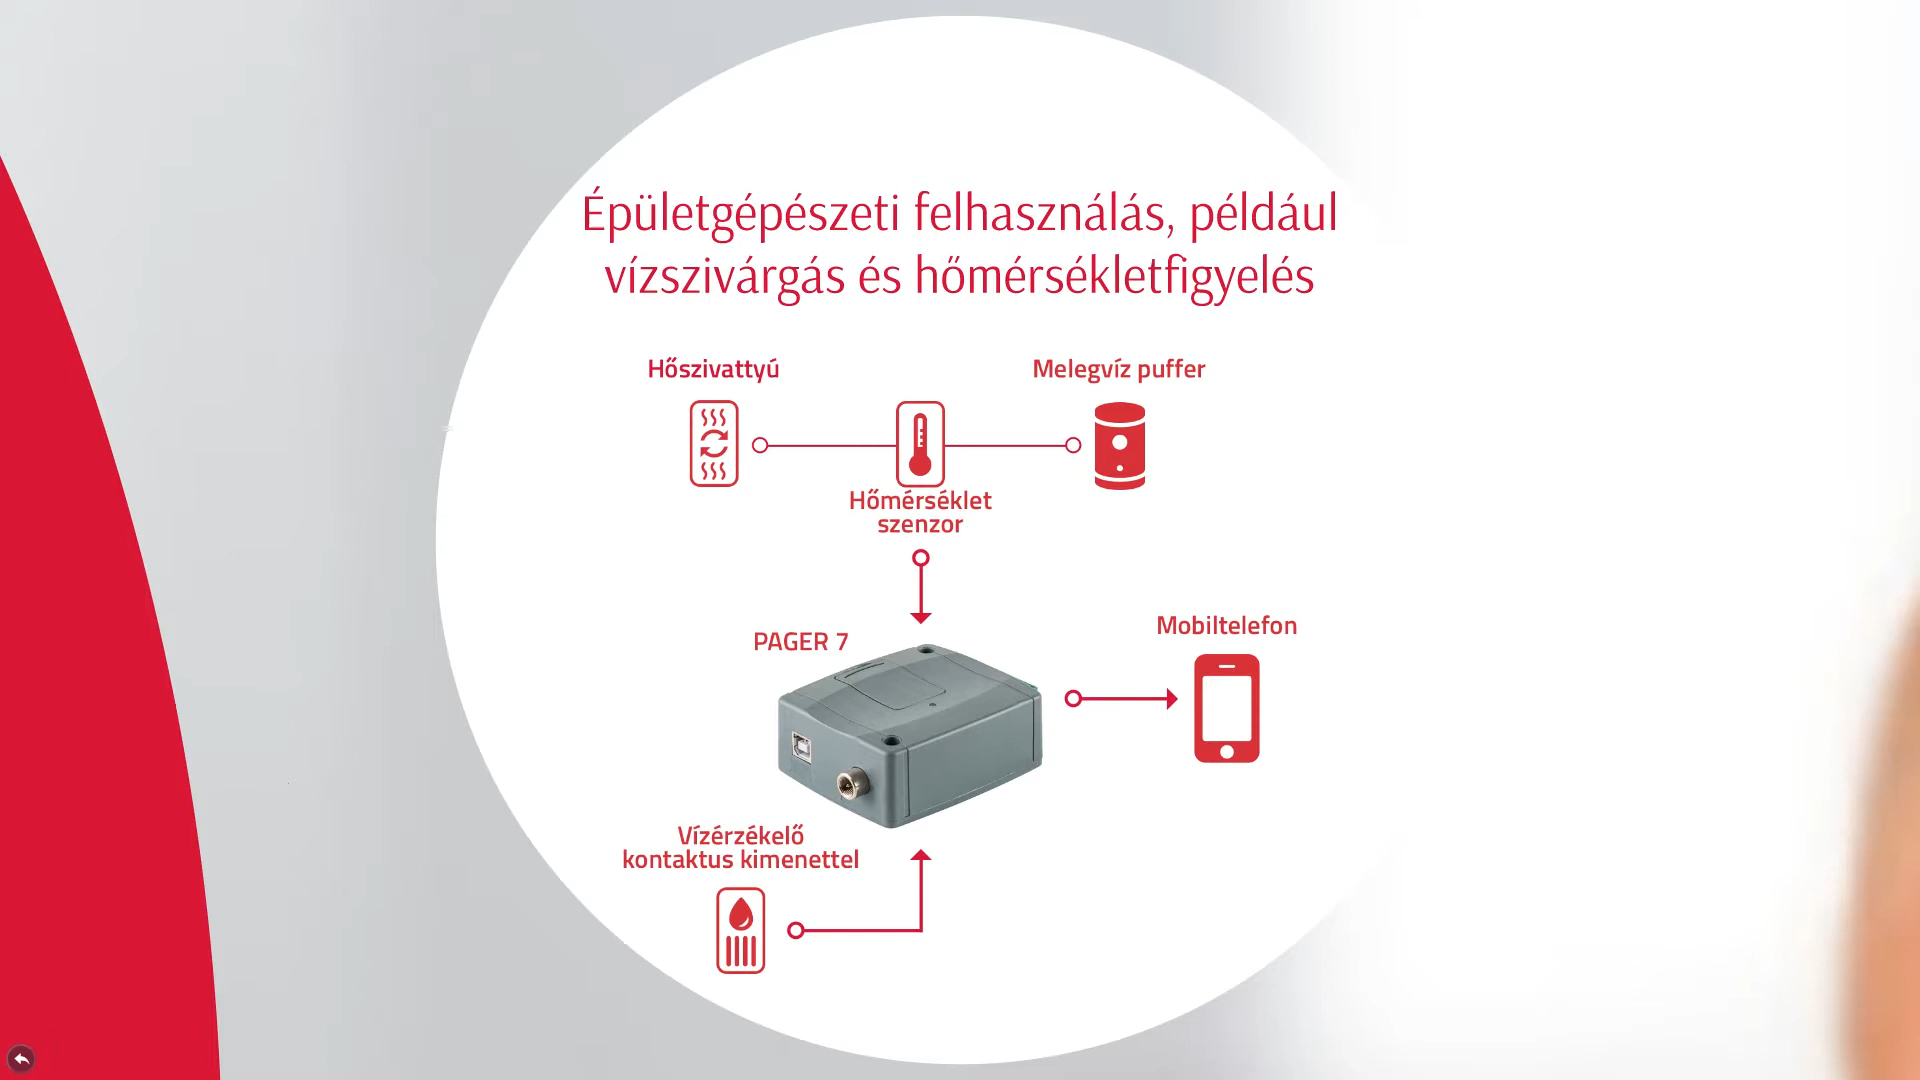 Épületgépészeti felhasználás, például
vízszivárgás és hőmérsékletfigyelés
Hőszivattyú
Melegvíz puffer
Hőmérséklet
szenzor
PAGER 7
Mobiltelefon
Vízérzékelő
kontaktus kimenettel